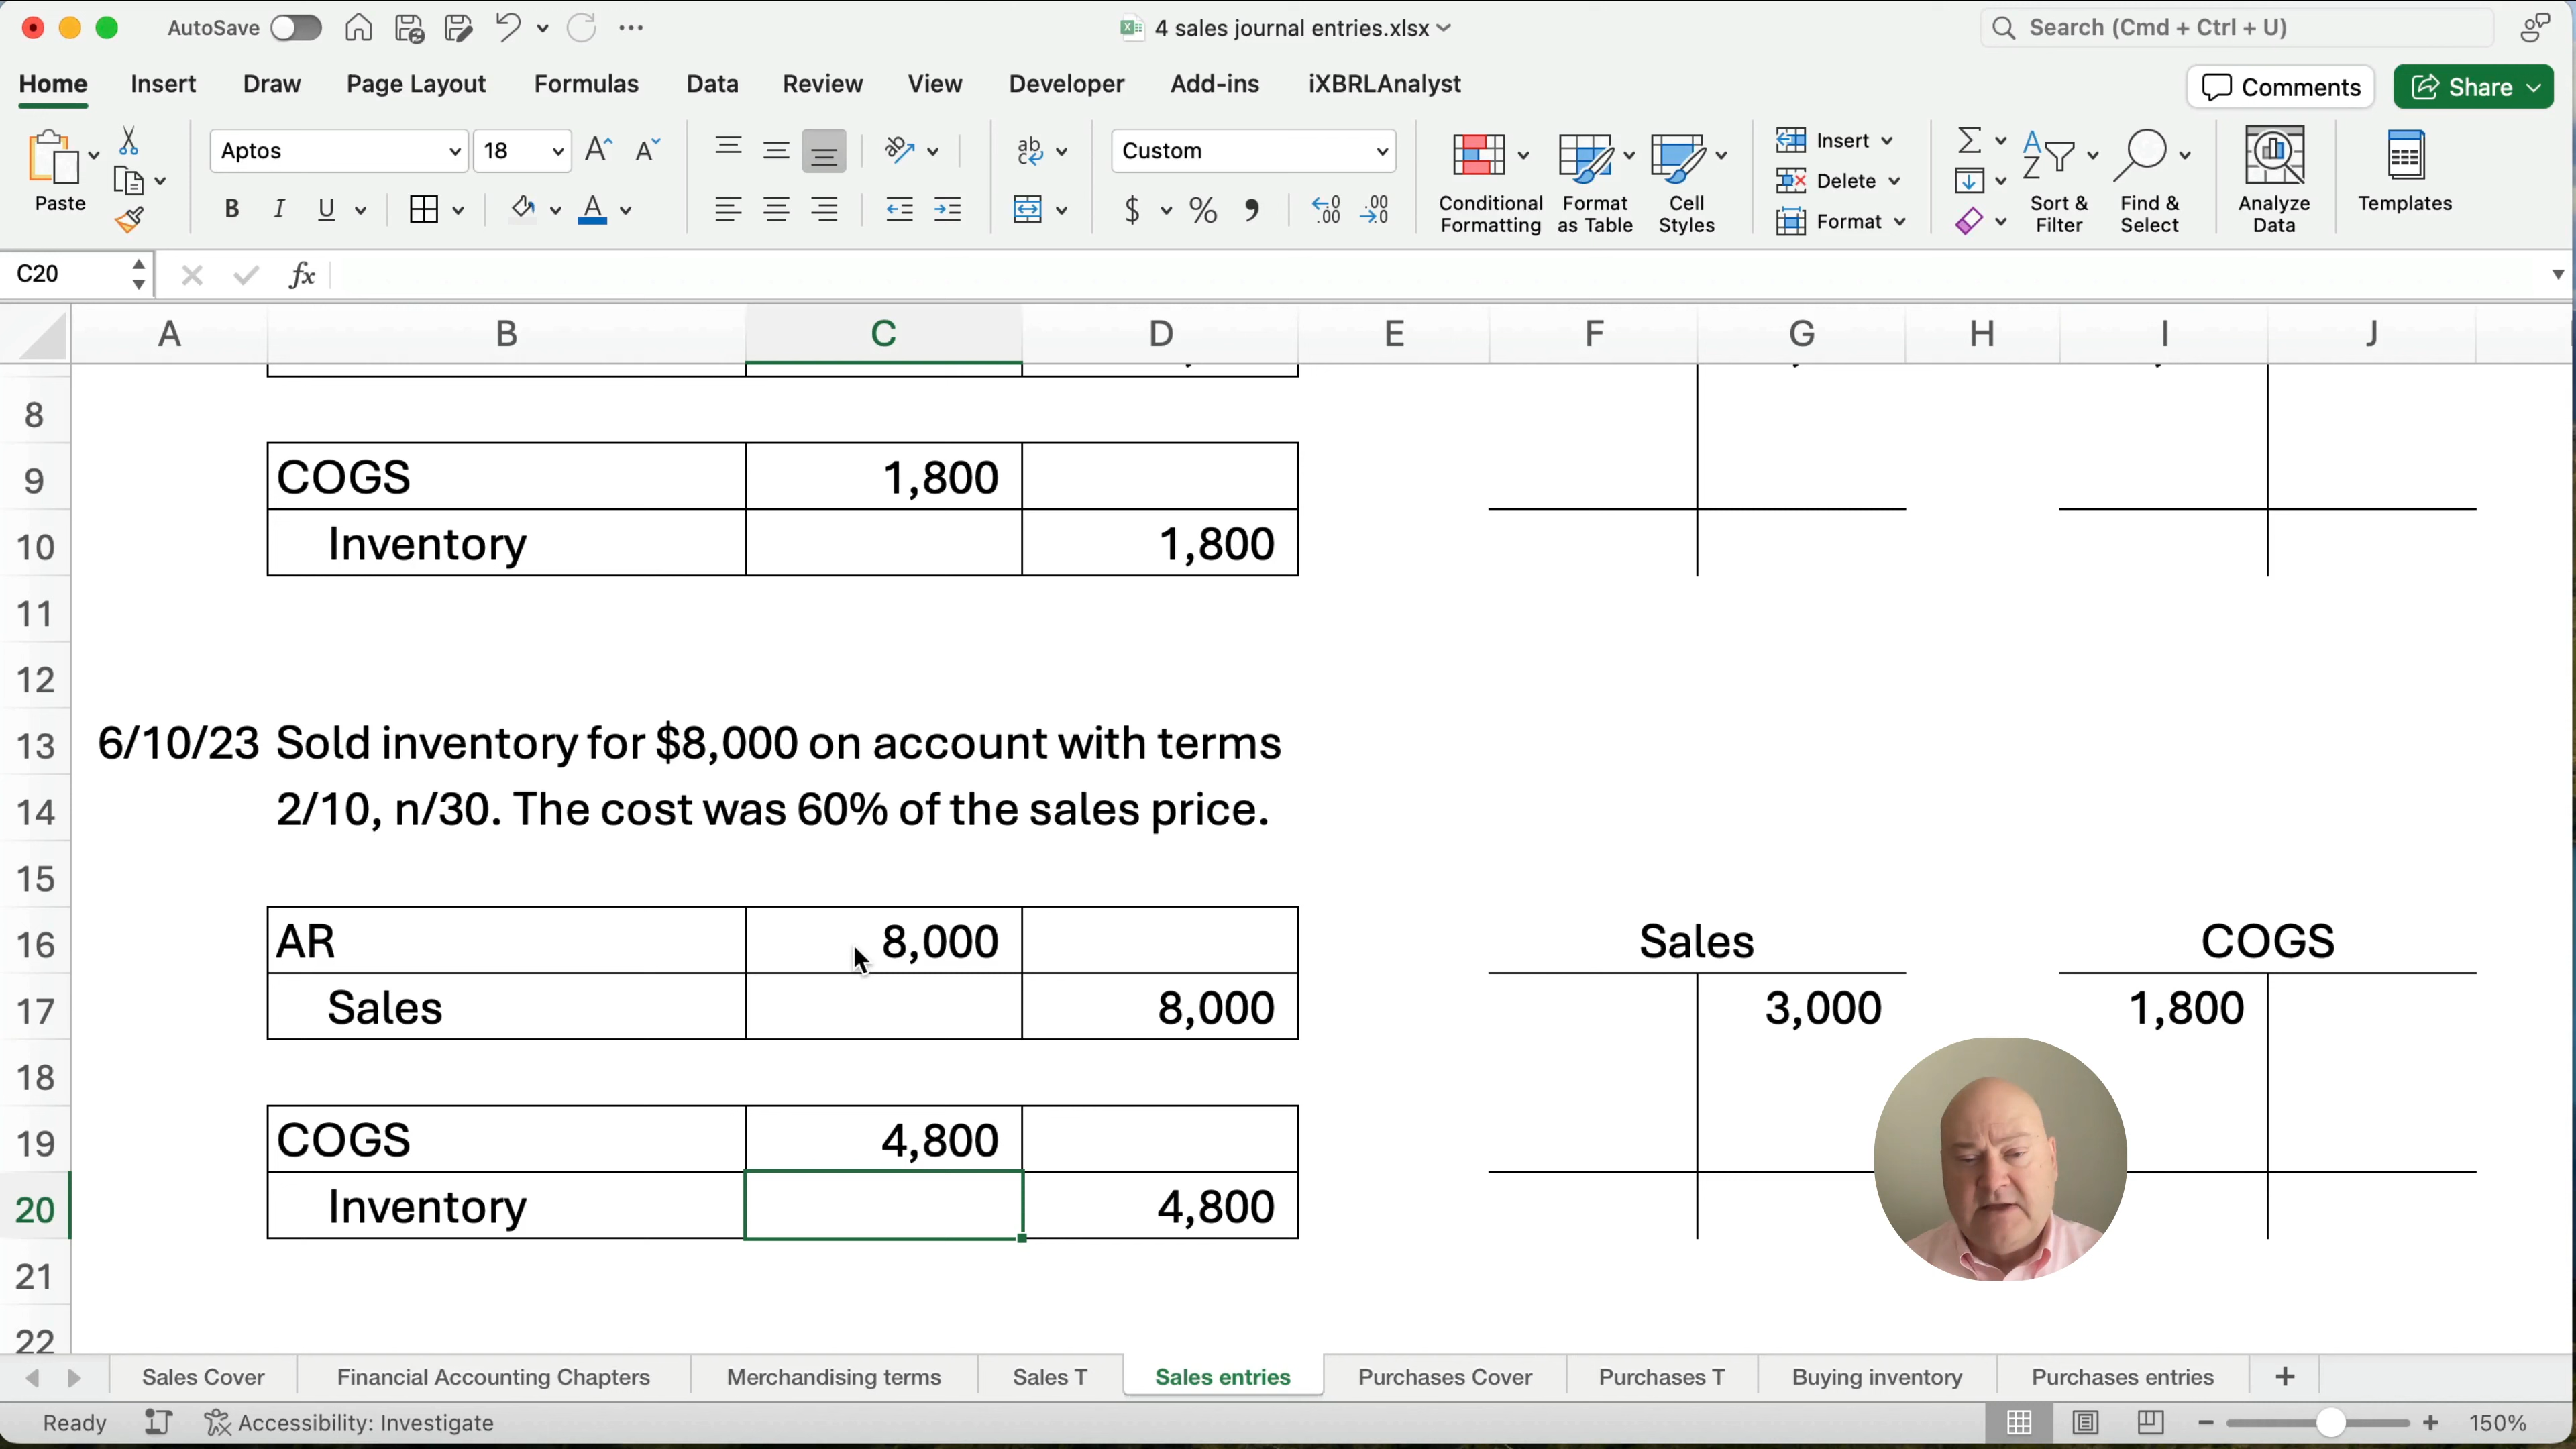 AutoSave
4 sales journal entries.xlsx
Search (Cmd + Ctrl + U)
Home Insert Draw Page Layout Formulas Data Review View Developer Add-ins iXBRLAnalyst
Comments
Share
Paste
Aptos
18
Custom
Conditional Formatting
Format as Table
Cell Styles
Insert
Delete
Format
Sort & Filter
Find & Select
Analyze Data
Templates
C20
fx
A B C D E F G H I J
8
9 COGS 1,800
10 Inventory 1,800
11
12
13 6/10/23 Sold inventory for $8,000 on account with terms
14 2/10, n/30. The cost was 60% of the sales price.
15
16 AR 8,000 Sales COGS
17 Sales 8,000 3,000 1,800
18
19 COGS 4,800
20 Inventory 4,800
21
22
Sales Cover Financial Accounting Chapters Merchandising terms Sales T Sales entries Purchases Cover Purchases T Buying inventory Purchases entries
Ready Accessibility: Investigate 150%